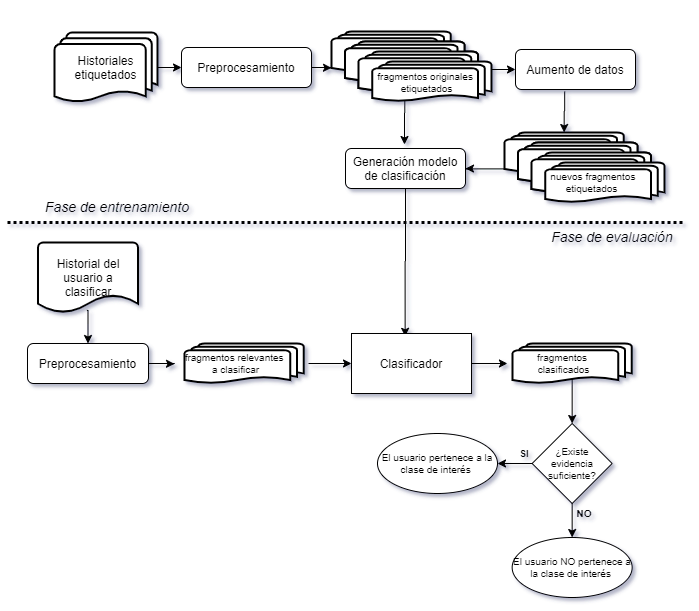 Historiales
etiquetados
Preprocesamiento
fragmentos originales
etiquetados
Aumento de datos
Generación modelo
de clasificación
nuevos fragmentos
etiquetados
Fase de entrenamiento
Fase de evaluación
Historial del
usuario a
clasificar
Preprocesamiento
fragmentos relevantes
a clasificar
Clasificador
fragmentos
clasificados
¿Existe
evidencia
suficiente?
SI
El usuario pertenece a la
clase de interés
NO
El usuario NO pertenece a
la clase de interés